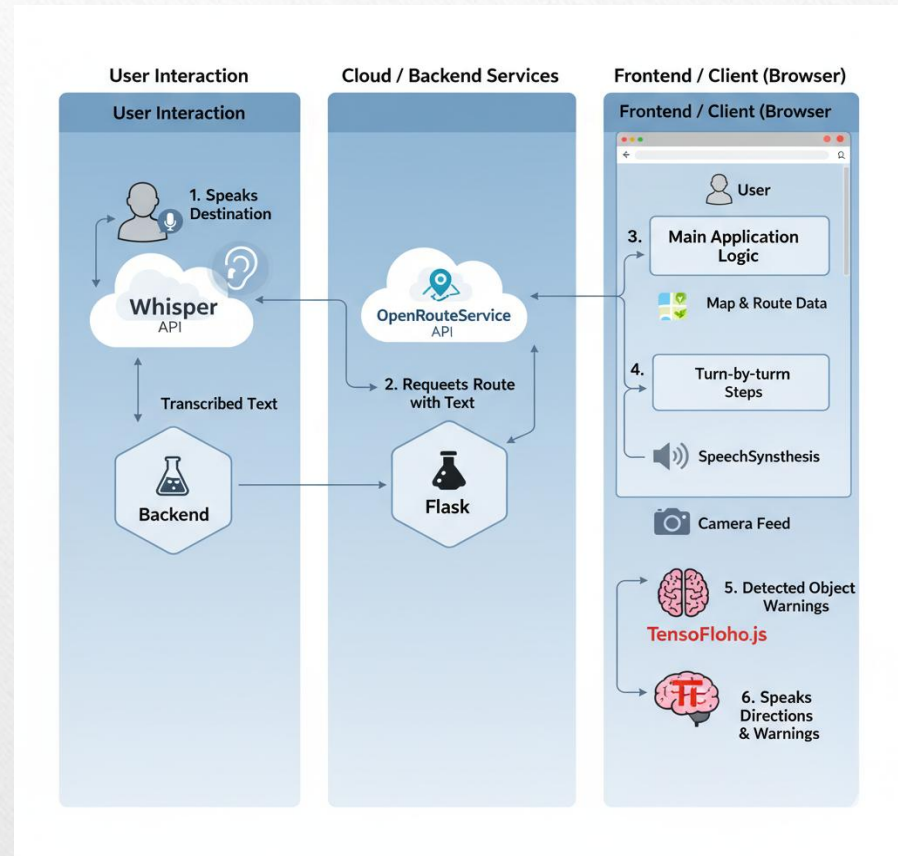 User Interaction
Cloud / Backend Services
Frontend / Client (Browser)
User Interaction
1. Speaks
Destination
Whisper
API
Transcribed Text
Backend
OpenRouteService
API
2. Requeets Route
with Text
Flask
Frontend / Client (Browser
User
3.
Main Application
Logic
Map & Route Data
4.
Turn-by-turrn
Steps
SpeechSynsthesis
Camera Feed
5. Detected Object
Warnings
TensoFloho.js
6. Speaks
Directions
& Warnings